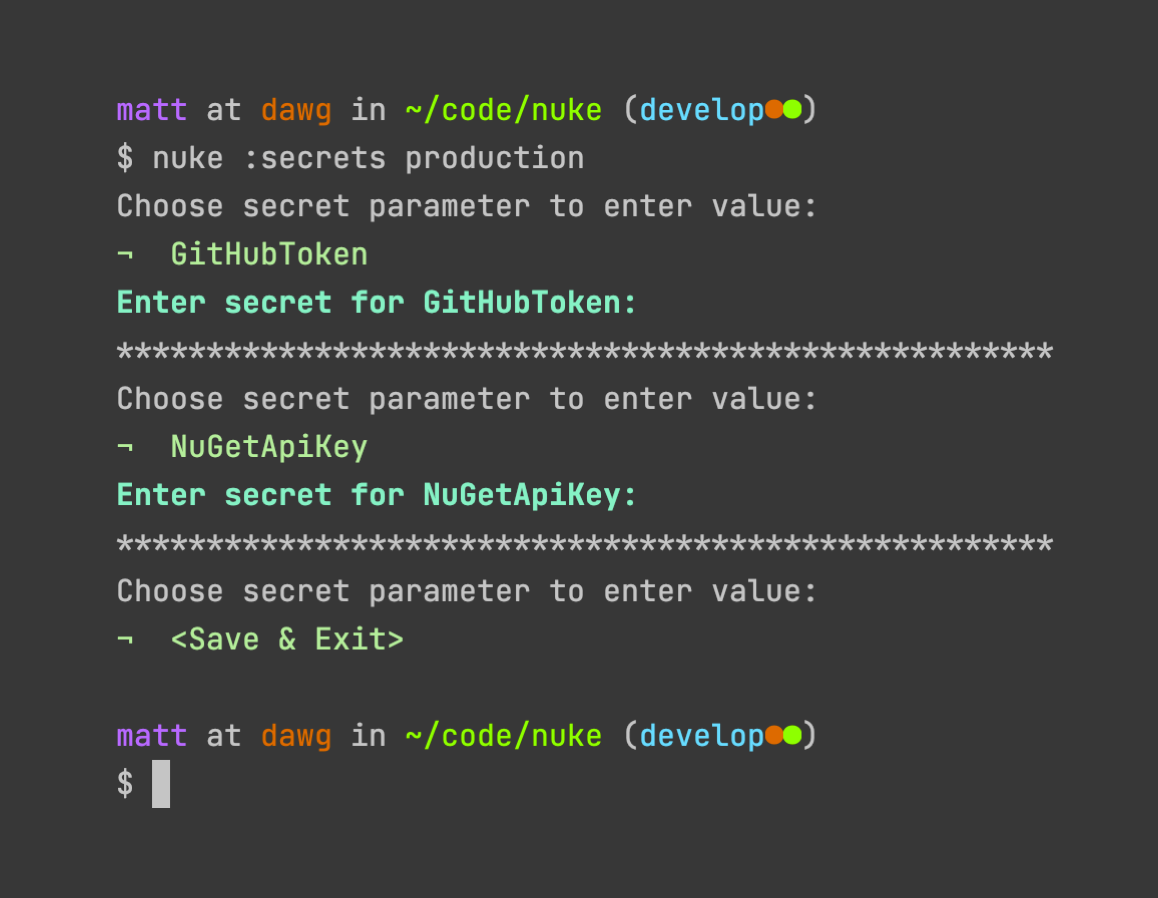 matt at dawg in ~/code/nuke (develop●●)
$ nuke :secrets production
Choose secret parameter to enter value:
¬  GitHubToken
Enter secret for GitHubToken:
****************************************************
Choose secret parameter to enter value:
¬  NuGetApiKey
Enter secret for NuGetApiKey:
****************************************************
Choose secret parameter to enter value:
¬  <Save & Exit>
matt at dawg in ~/code/nuke (develop●●)
$